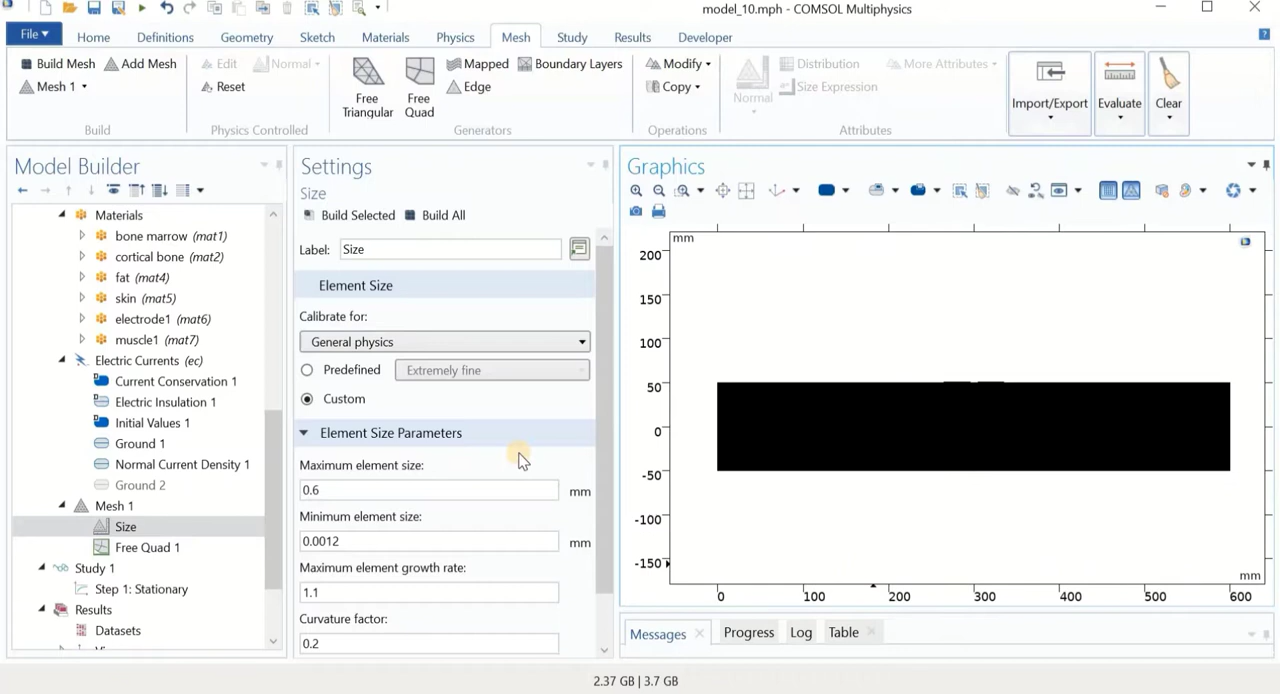 model_10.mph - COMSOL Multiphysics
File
Home
Definitions
Geometry
Sketch
Materials
Physics
Mesh
Study
Results
Developer
Build Mesh
Add Mesh
Mesh 1
Build
Edit
Normal
Reset
Physics Controlled
Free
Triangular
Free
Quad
Mapped
Boundary Layers
Edge
Generators
Modify
Copy
Operations
Normal
Distribution
Size Expression
More Attributes
Attributes
Import/Export
Evaluate
Clear
Model Builder
Materials
bone marrow (mat1)
cortical bone (mat2)
fat (mat4)
skin (mat5)
electrode1 (mat6)
muscle1 (mat7)
Electric Currents (ec)
Current Conservation 1
Electric Insulation 1
Initial Values 1
Ground 1
Normal Current Density 1
Ground 2
Mesh 1
Size
Free Quad 1
Study 1
Step 1: Stationary
Results
Datasets
Settings
Size
Build Selected
Build All
Label:
Size
Element Size
Calibrate for:
General physics
Predefined
Extremely fine
Custom
Element Size Parameters
Maximum element size:
0.6
mm
Minimum element size:
0.0012
mm
Maximum element growth rate:
1.1
Curvature factor:
0.2
Graphics
mm
200
150
100
50
0
-50
-100
-150
0
100
200
300
400
500
600
mm
Messages
Progress
Log
Table
2.37 GB | 3.7 GB